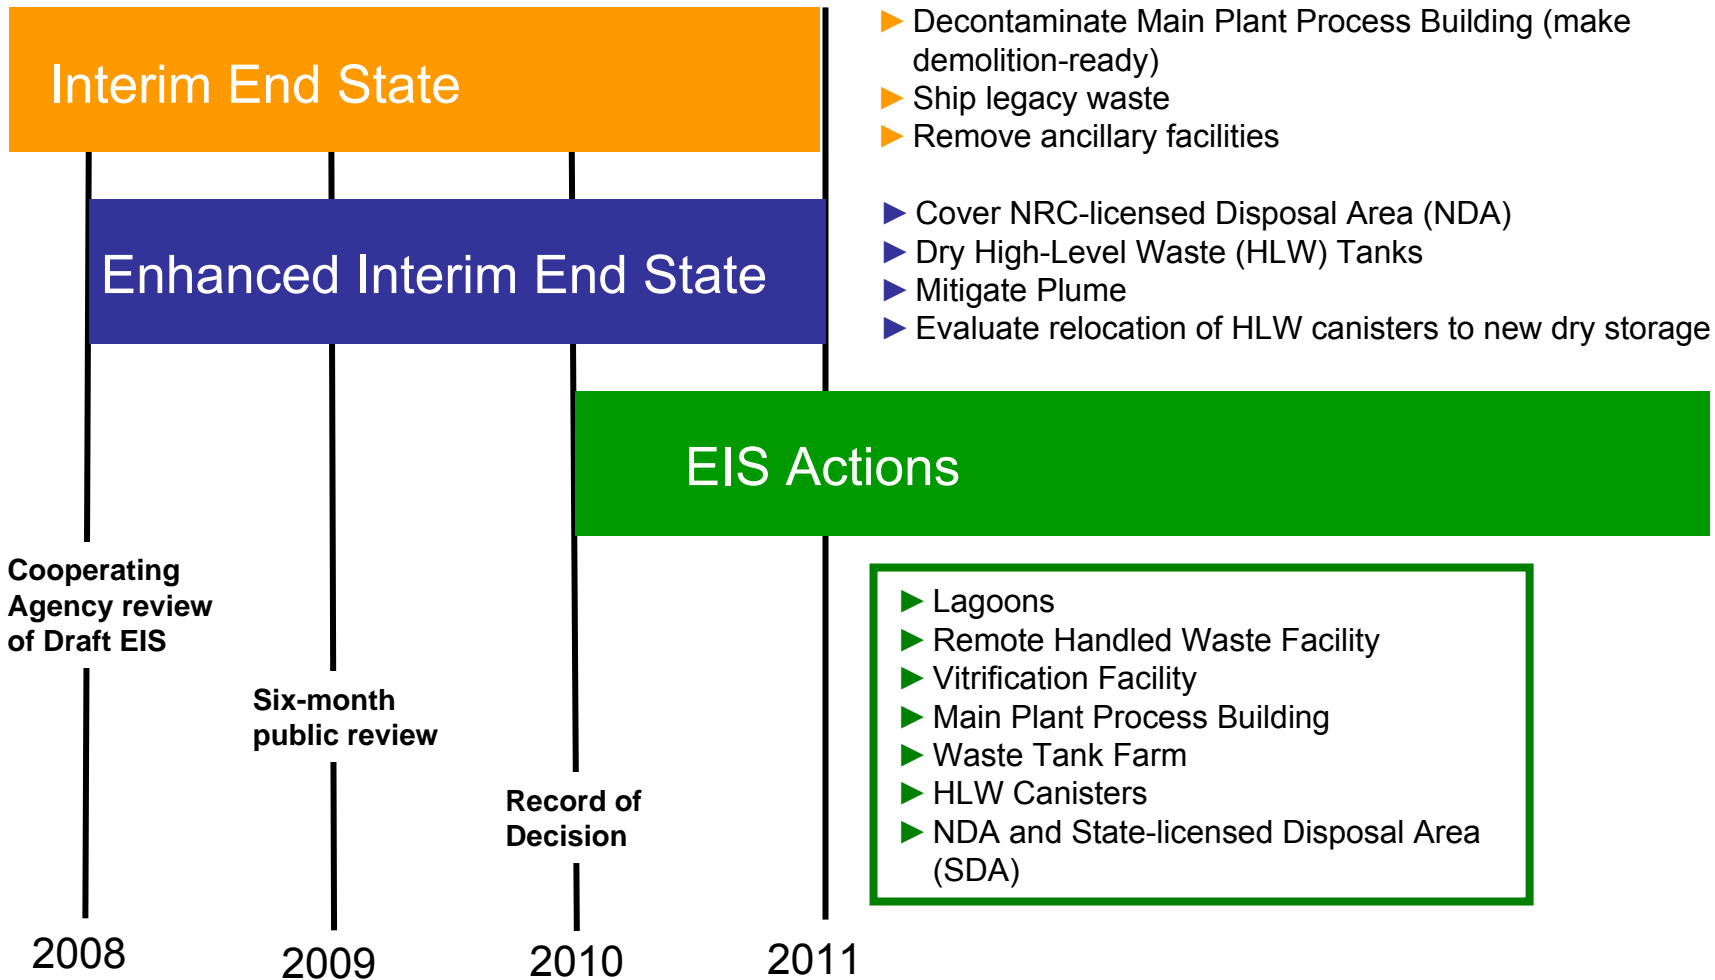 Interim End State
► Decontaminate Main Plant Process Building (make
demolition-ready)
► Ship legacy waste
► Remove ancillary facilities
Enhanced Interim End State
► Cover NRC-licensed Disposal Area (NDA)
► Dry High-Level Waste (HLW) Tanks
► Mitigate Plume
► Evaluate relocation of HLW canisters to new dry storage
EIS Actions
Cooperating
Agency review
of Draft EIS
Six-month
public review
Record of
Decision
► Lagoons
► Remote Handled Waste Facility
► Vitrification Facility
► Main Plant Process Building
► Waste Tank Farm
► HLW Canisters
► NDA and State-licensed Disposal Area
(SDA)
2008
2009
2010
2011